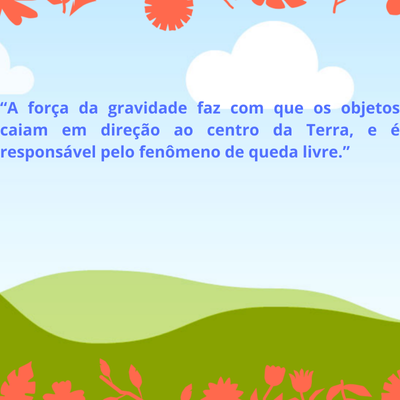 “A força da gravidade faz com que os objetos
caiam em direção ao centro da Terra, e é
responsável pelo fenômeno de queda livre.”